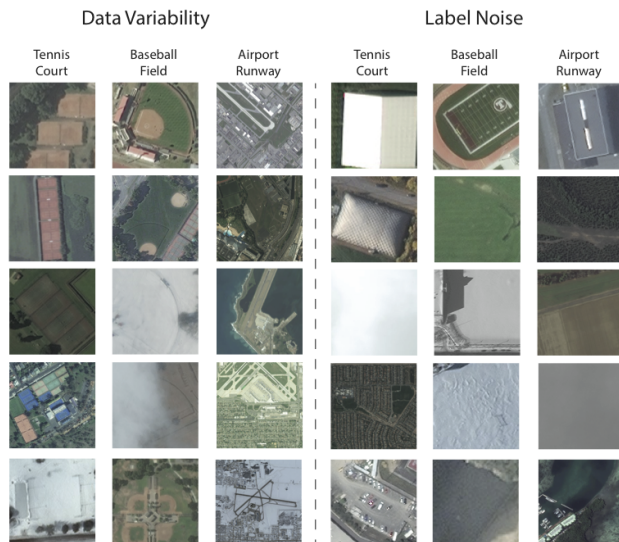 Data Variability
Label Noise
Tennis
Court
Baseball
Field
Airport
Runway
Tennis
Court
Baseball
Field
Airport
Runway